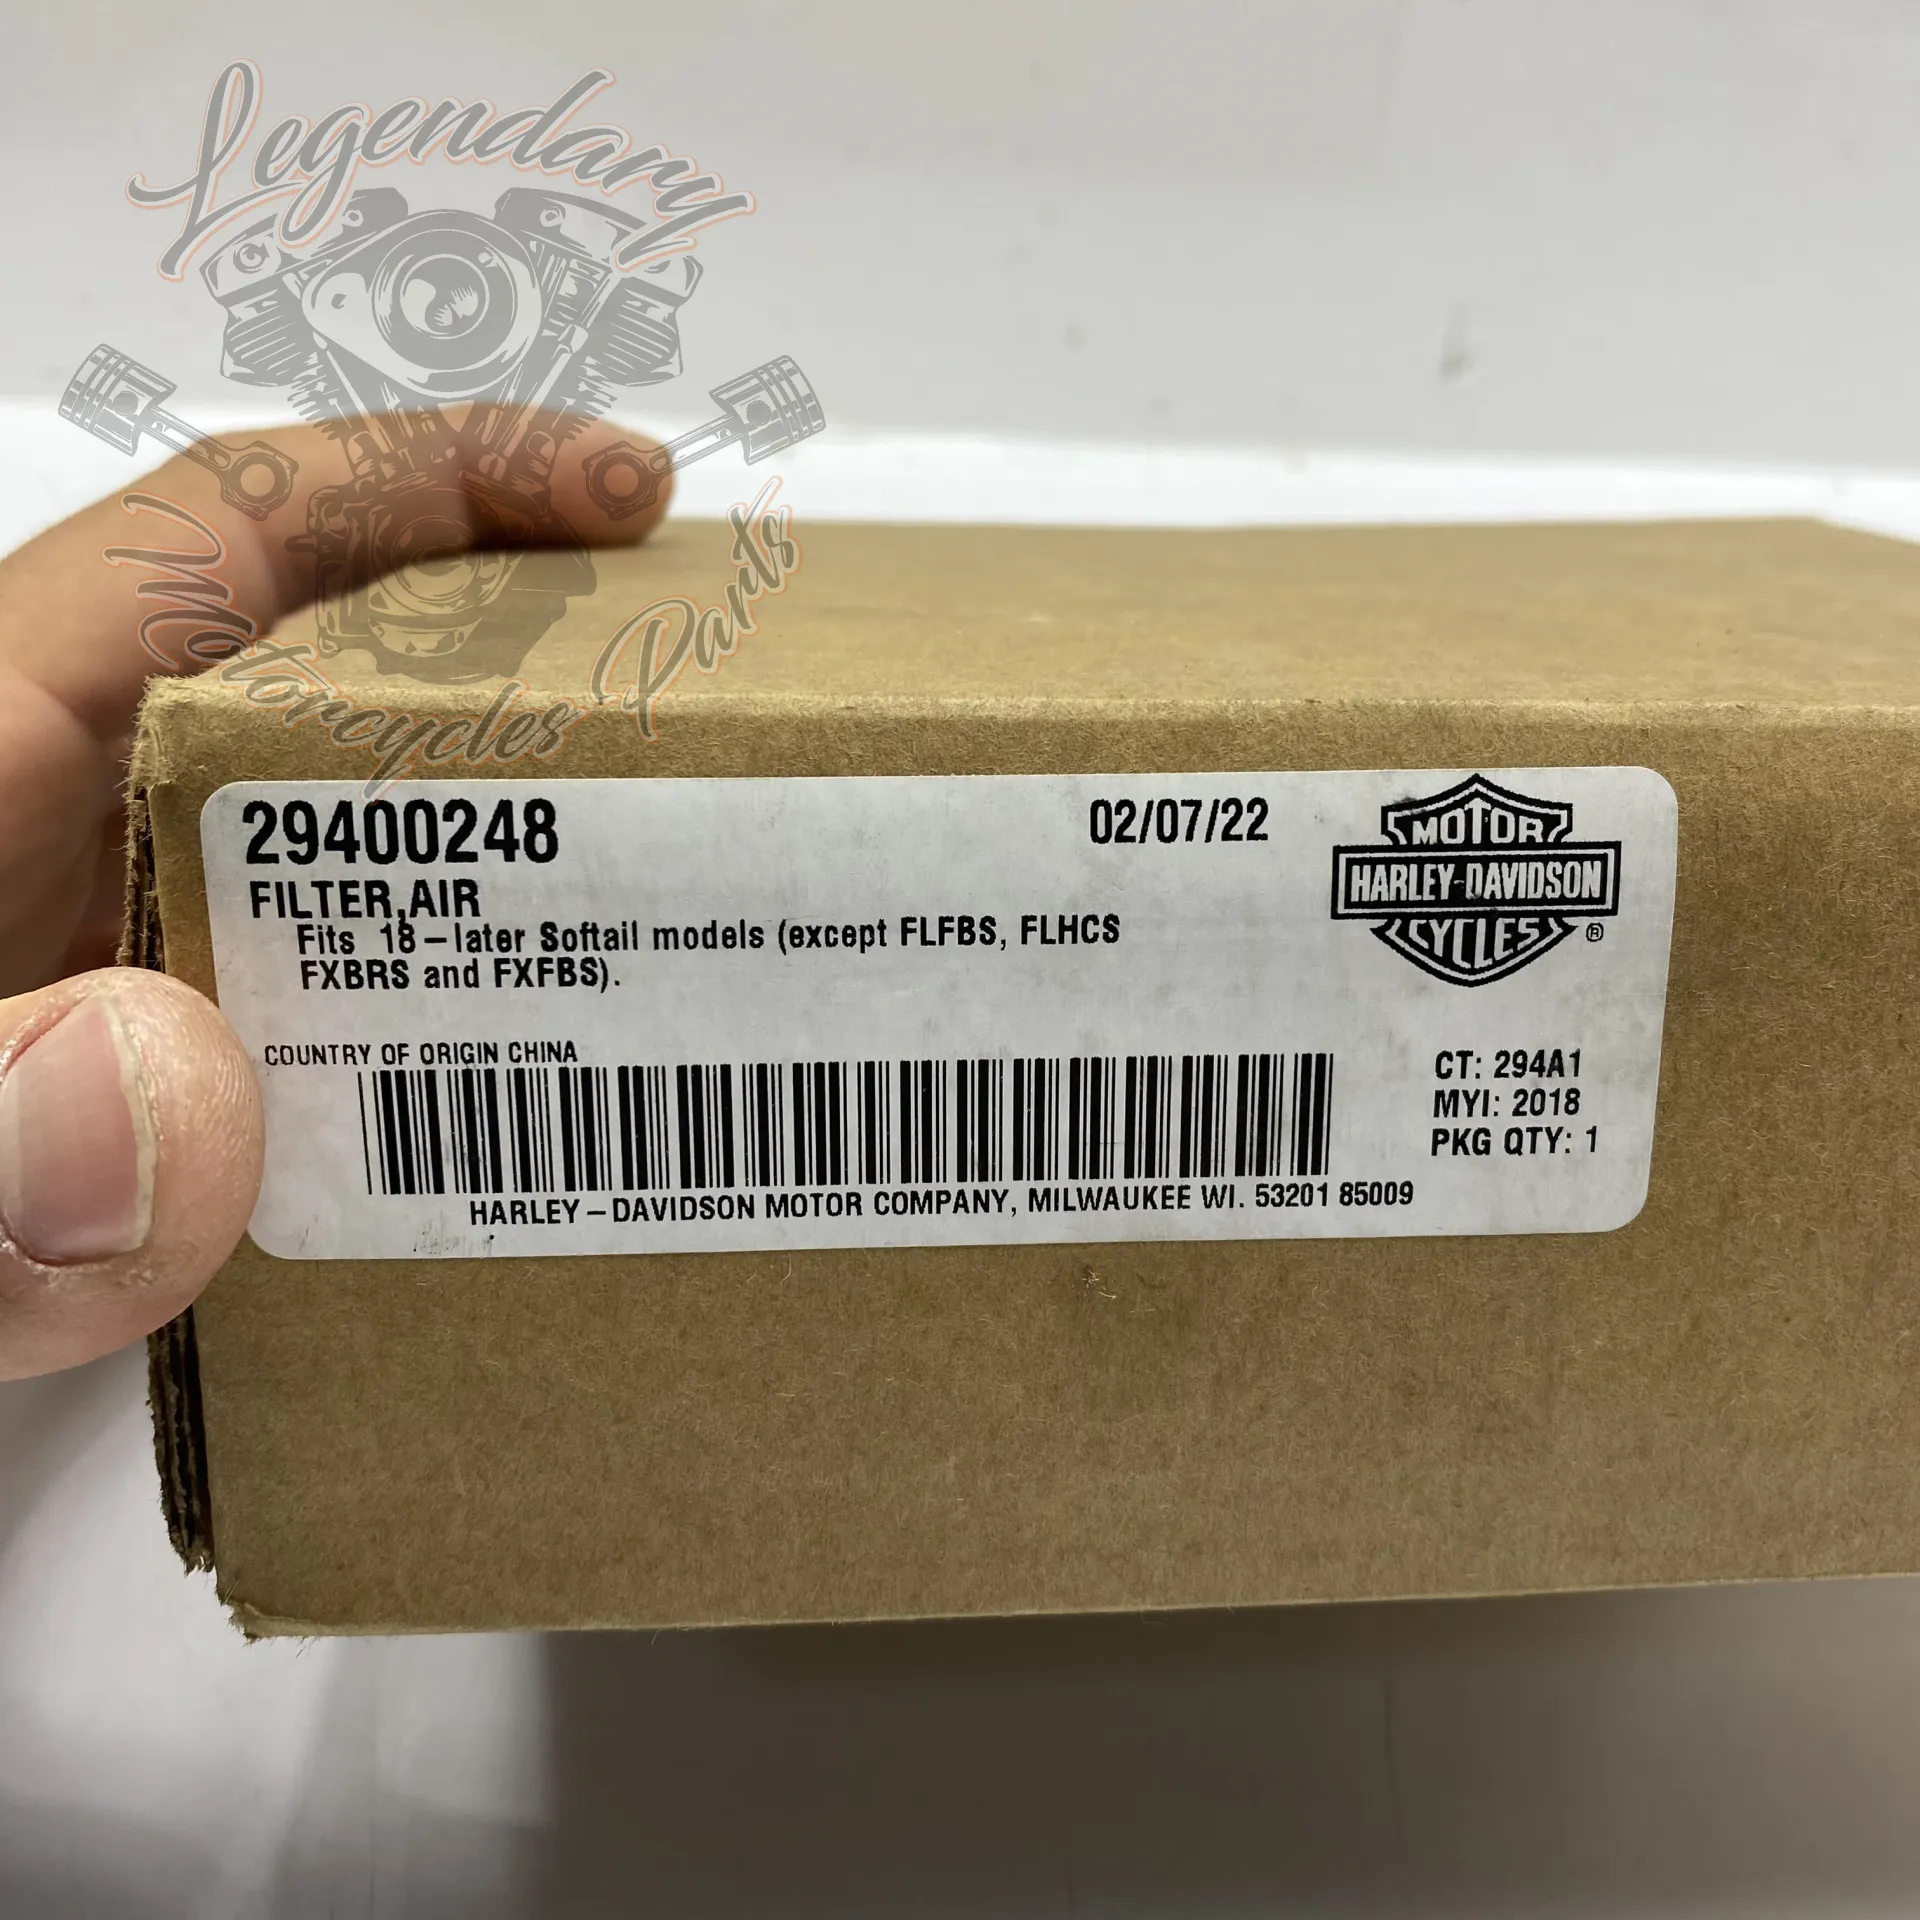 Legendary
Motorcycles Parts
29400248
02/07/22
FILTER,AIR
Fits 18-later Softail models (except FLFBS, FLHCS
FXBRS and FXFBS).
MOTOR
HARLEY-DAVIDSON
CYCLES
®
COUNTRY OF ORIGIN CHINA
CT: 294A1
MYI: 2018
PKG QTY: 1
HARLEY-DAVIDSON MOTOR COMPANY, MILWAUKEE WI. 53201 85009